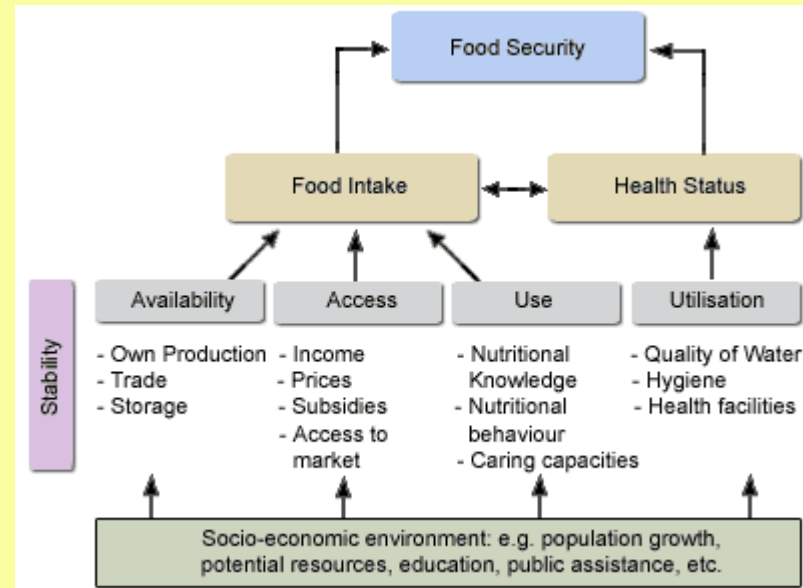 Food Security
Food Intake
Health Status
Stability
Availability
- Own Production
- Trade
- Storage
Access
- Income
- Prices
- Subsidies
- Access to
market
Use
- Nutritional
Knowledge
- Nutritional
behaviour
- Caring capacities
Utilisation
- Quality of Water
- Hygiene
- Health facilities
Socio-economic environment: e.g. population growth,
potential resources, education, public assistance, etc.